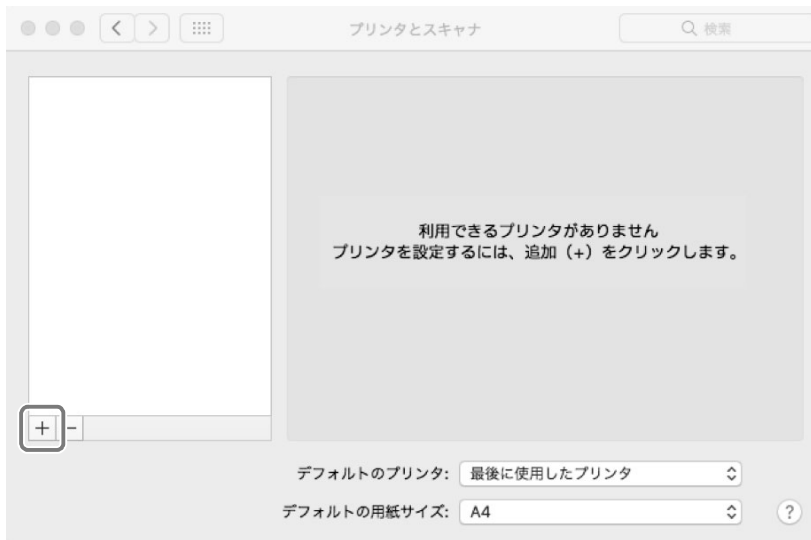 プリンタとスキャナ
検索
利用できるプリンタがありません
プリンタを設定するには、追加（+）をクリックします。
+ −
デフォルトのプリンタ: 最後に使用したプリンタ
デフォルトの用紙サイズ: A4
?